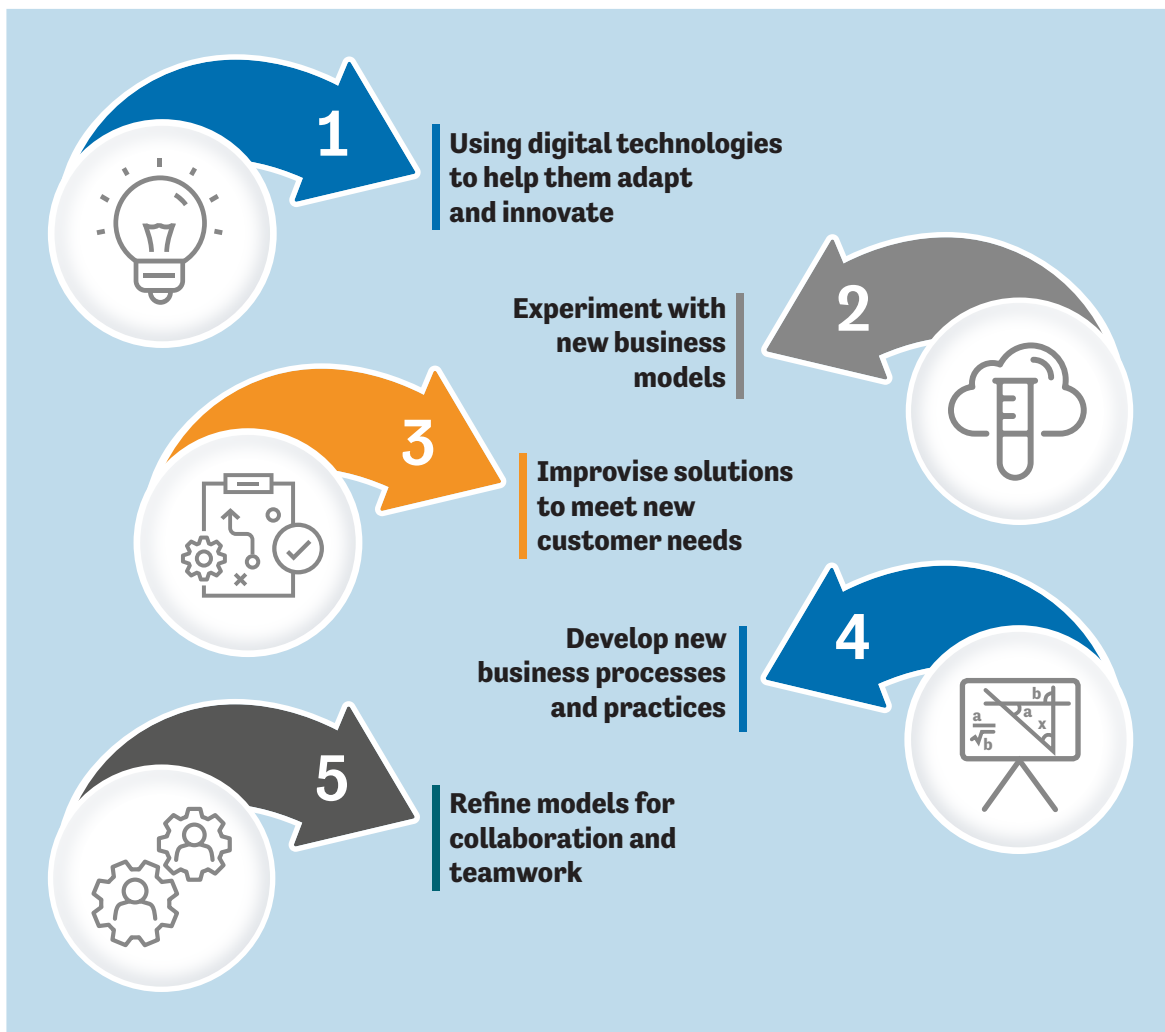 1
Using digital technologies
to help them adapt
and innovate
2
Experiment with
new business
models
3
Improvise solutions
to meet new
customer needs
4
Develop new
business processes
and practices
b
a
a
x
√b
5
Refine models for
collaboration and
teamwork